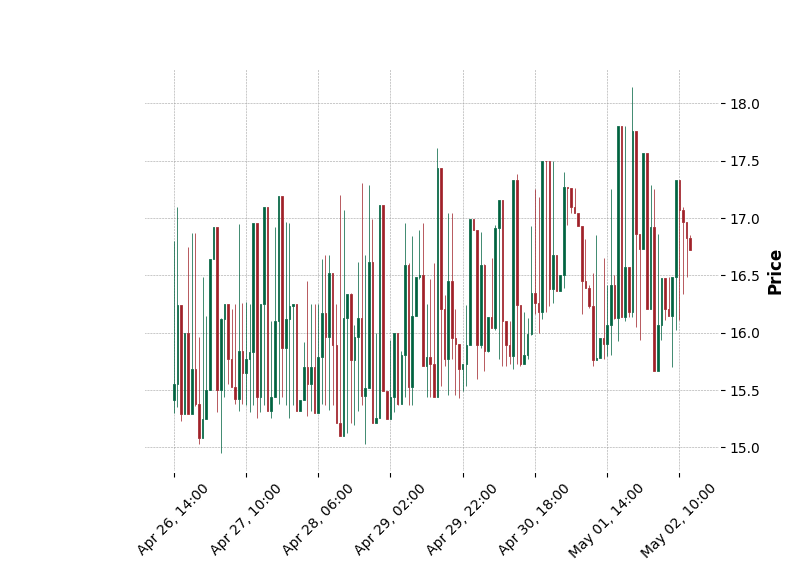 18.0
17.5
17.0
16.5
16.0
15.5
15.0
Price
Apr 26, 14:00
Apr 27, 10:00
Apr 28, 06:00
Apr 29, 02:00
Apr 29, 22:00
Apr 30, 18:00
May 01, 14:00
May 02, 10:00